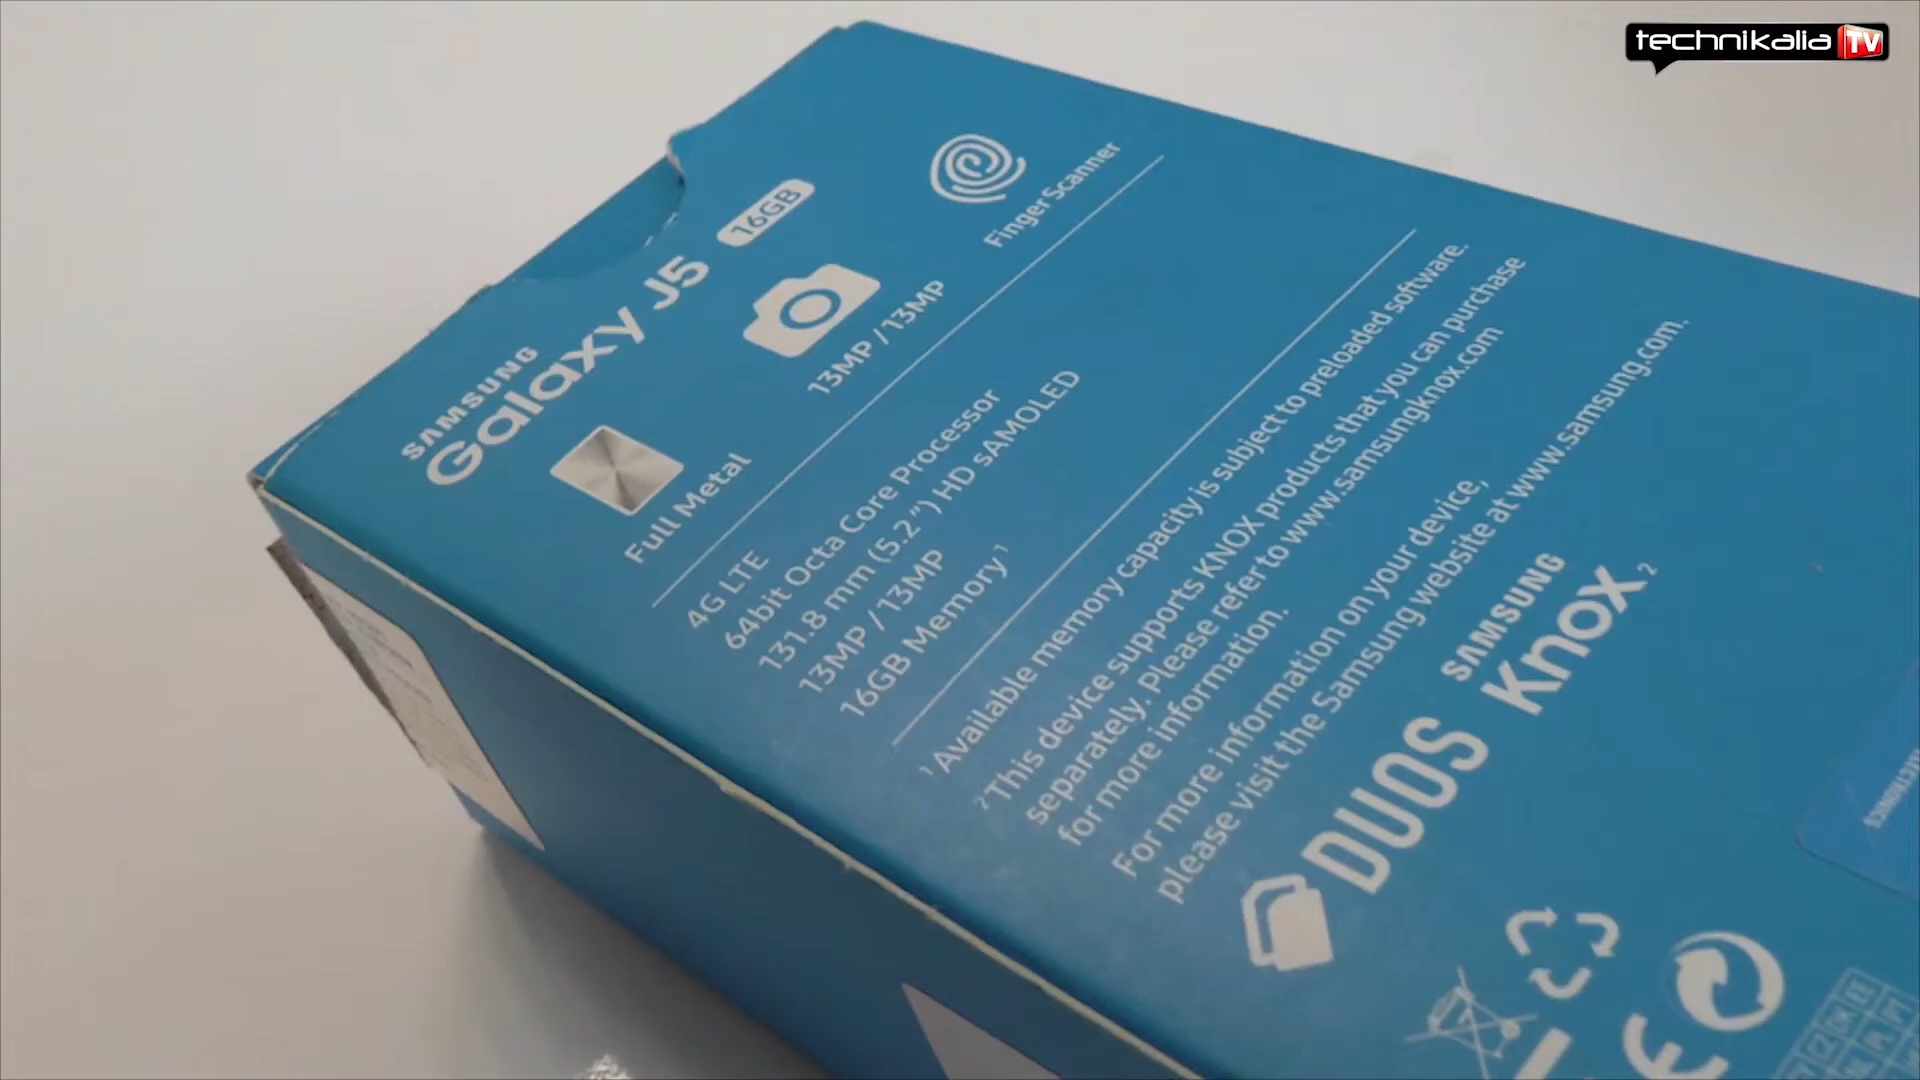 technikalia TV
SAMSUNG
Galaxy J5 16GB
Full Metal
13MP / 13MP
Finger Scanner
4G LTE
64bit Octa Core Processor
131.8 mm (5.2") HD sAMOLED
13MP / 13MP
16GB Memory¹
¹ Available memory capacity is subject to preloaded software.
² This device supports KNOX products that you can purchase
separately. Please refer to www.samsungknox.com
for more information.
For more information on your device,
please visit the Samsung website at www.samsung.com.
DUOS
SAMSUNG
Knox ²
CE